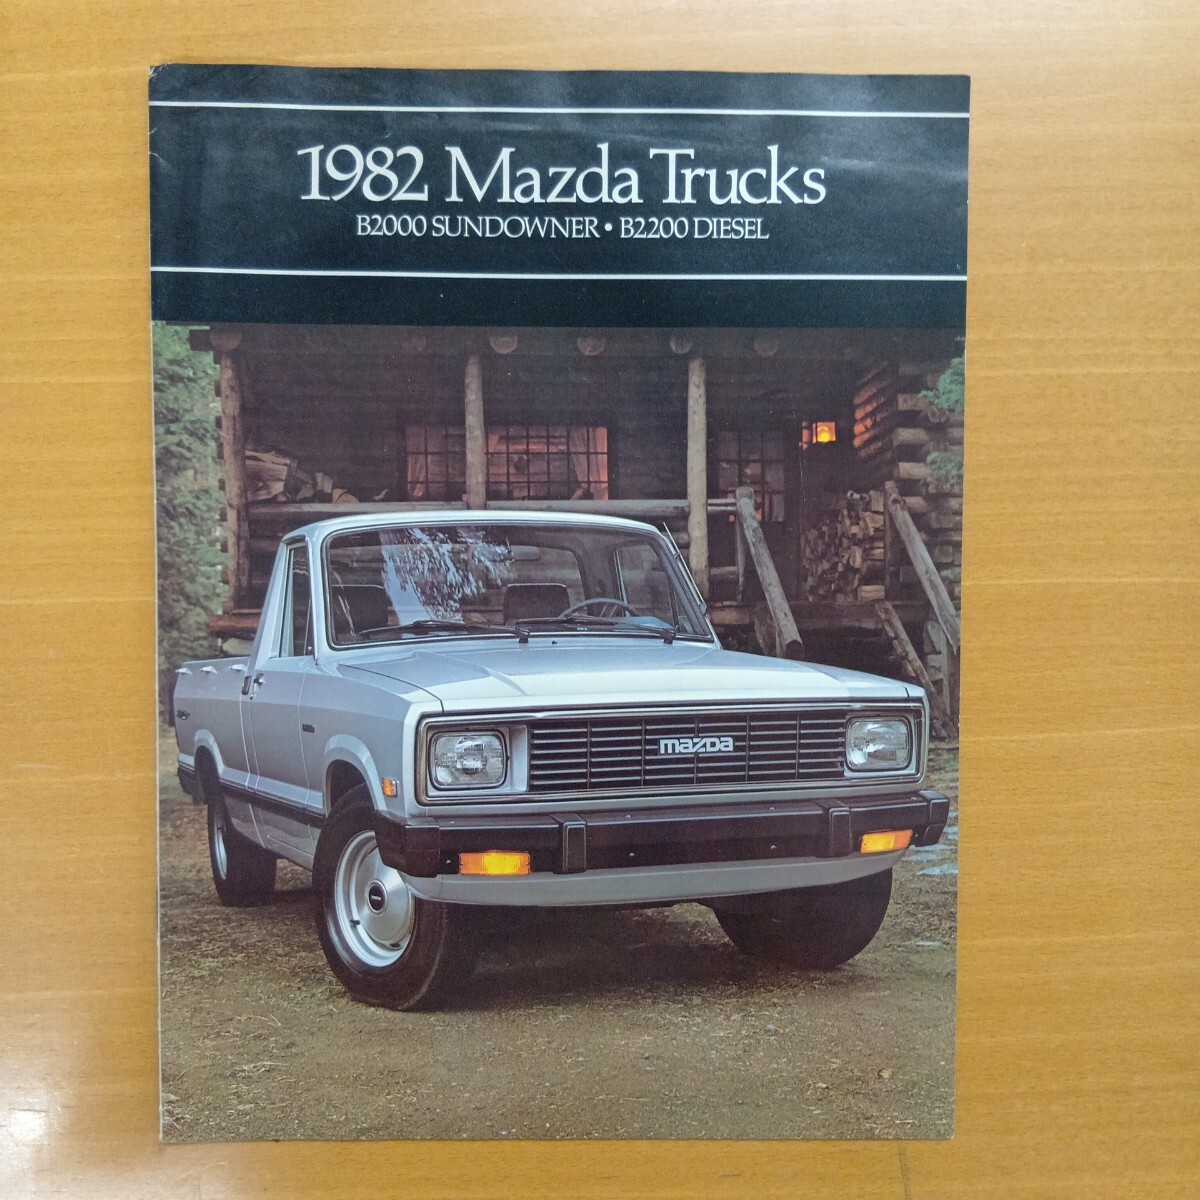 1982 Mazda Trucks
B2000 SUNDOWNER • B2200 DIESEL
mazda